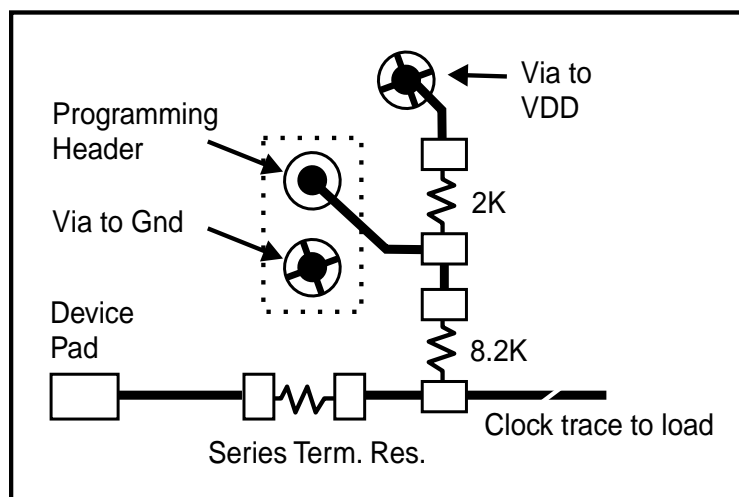 Via to
VDD
Programming
Header
2K
Via to Gnd
Device
Pad
8.2K
Clock trace to load
Series Term. Res.